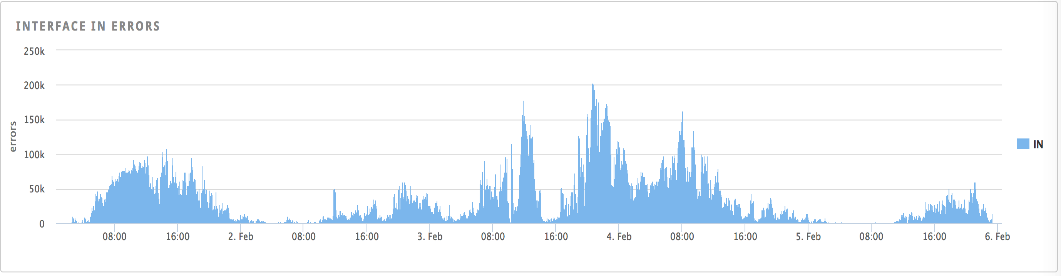 INTERFACE IN ERRORS
250k
200k
150k
100k
50k
0
errors
IN
08:00 16:00 2. Feb 08:00 16:00 3. Feb 08:00 16:00 4. Feb 08:00 16:00 5. Feb 08:00 16:00 6. Feb